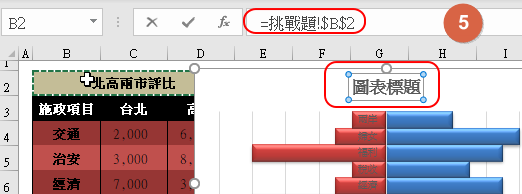 B2
=挑戰題!$B$2
5
A B C D E F G H I
1
2 北高兩市評比
圖表標題
3 施政項目 台北 高
4 交通 2,000 6,
5 治安 3,000 8,
6 經濟 7,000 3